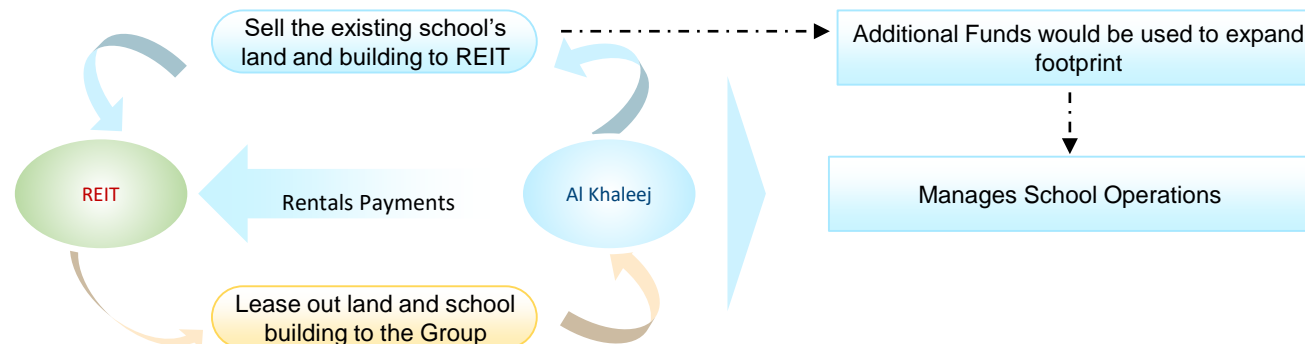 Sell the existing school's
land and building to REIT
Additional Funds would be used to expand
footprint
REIT
Rentals Payments
Al Khaleej
Manages School Operations
Lease out land and school
building to the Group